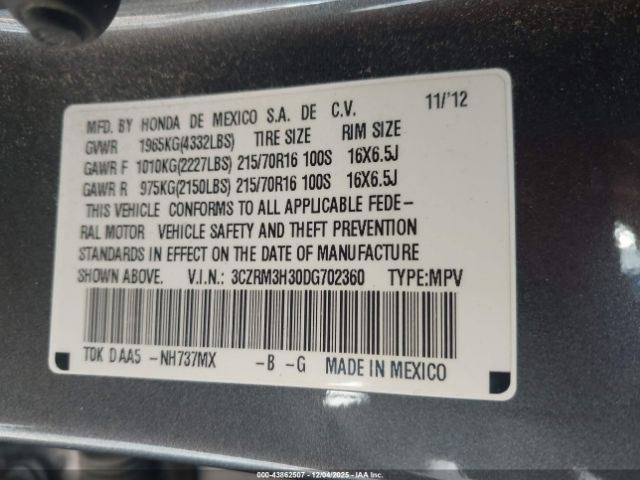 MFD. BY HONDA DE MEXICO S.A. DE C.V. 11/'12
GVWR 1965KG(4332LBS) TIRE SIZE RIM SIZE
GAWR F 1010KG(2227LBS) 215/70R16 100S 16X6.5J
GAWR R 975KG(2150LBS) 215/70R16 100S 16X6.5J
THIS VEHICLE CONFORMS TO ALL APPLICABLE FEDE-
RAL MOTOR VEHICLE SAFETY AND THEFT PREVENTION
STANDARDS IN EFFECT ON THE DATE OF MANUFACTURE
SHOWN ABOVE. V.I.N.: 3CZRM3H30DG702360 TYPE:MPV
TDK D AA5 -NH737MX -B -G MADE IN MEXICO
000-43862507 - 12/04/2025 - IAA Inc.